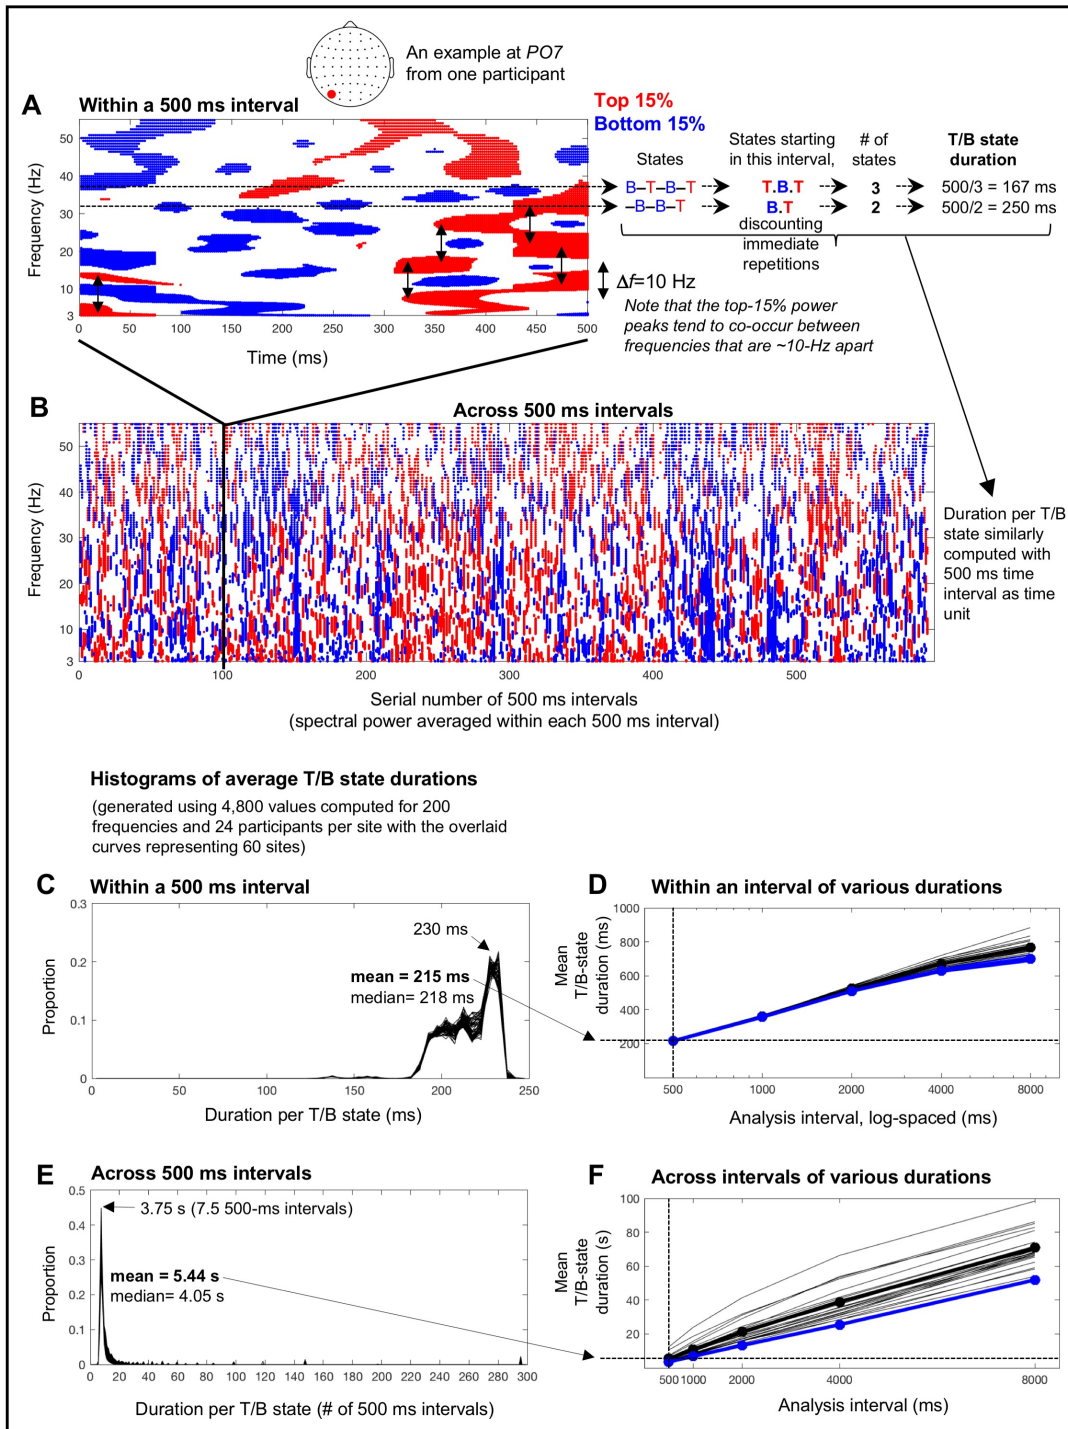 An example at PO7
from one participant
A
Within a 500 ms interval
Top 15%
Bottom 15%
States
States starting
in this interval,
# of
states
T/B state
duration
B–T–B–T
T.B.T
3
500/3 = 167 ms
–B–B–T
B.T
2
500/2 = 250 ms
discounting
immediate
repetitions
Frequency (Hz)
50
40
30
20
10
3
0 50 100 150 200 250 300 350 400 450 500
Time (ms)
Δf=10 Hz
Note that the top-15% power
peaks tend to co-occur between
frequencies that are ~10-Hz apart
B
Across 500 ms intervals
Frequency (Hz)
50
40
30
20
10
3
0 100 200 300 400 500
Serial number of 500 ms intervals
(spectral power averaged within each 500 ms interval)
Duration per T/B
state similarly
computed with
500 ms time
interval as time
unit
Histograms of average T/B state durations
(generated using 4,800 values computed for 200
frequencies and 24 participants per site with the overlaid
curves representing 60 sites)
C
Within a 500 ms interval
Proportion
0.3
0.2
0.1
0
0 50 100 150 200 250
Duration per T/B state (ms)
230 ms
mean = 215 ms
median= 218 ms
D
Within an interval of various durations
Mean
T/B-state
duration (ms)
1000
800
600
400
200
500 1000 2000 4000 8000
Analysis interval, log-spaced (ms)
E
Across 500 ms intervals
Proportion
0.5
0.4
0.3
0.2
0.1
0
0 20 40 60 80 100 120 140 160 180 200 220 240 260 280 300
Duration per T/B state (# of 500 ms intervals)
3.75 s (7.5 500-ms intervals)
mean = 5.44 s
median= 4.05 s
F
Across intervals of various durations
Mean
T/B-state
duration (s)
100
80
60
40
20
500 1000 2000 4000 8000
Analysis interval (ms)